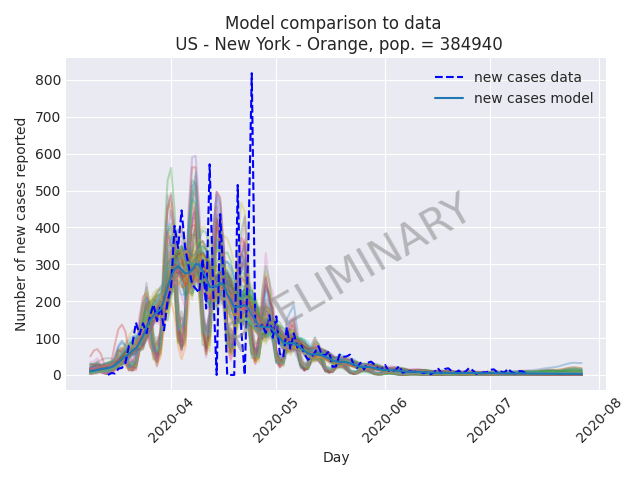 Model comparison to data
US - New York - Orange, pop. = 384940
new cases data
new cases model
800
700
600
500
400
300
200
100
0
Number of new cases reported
ELIMINARY
2020-04
2020-05
2020-06
2020-07
2020-08
Day